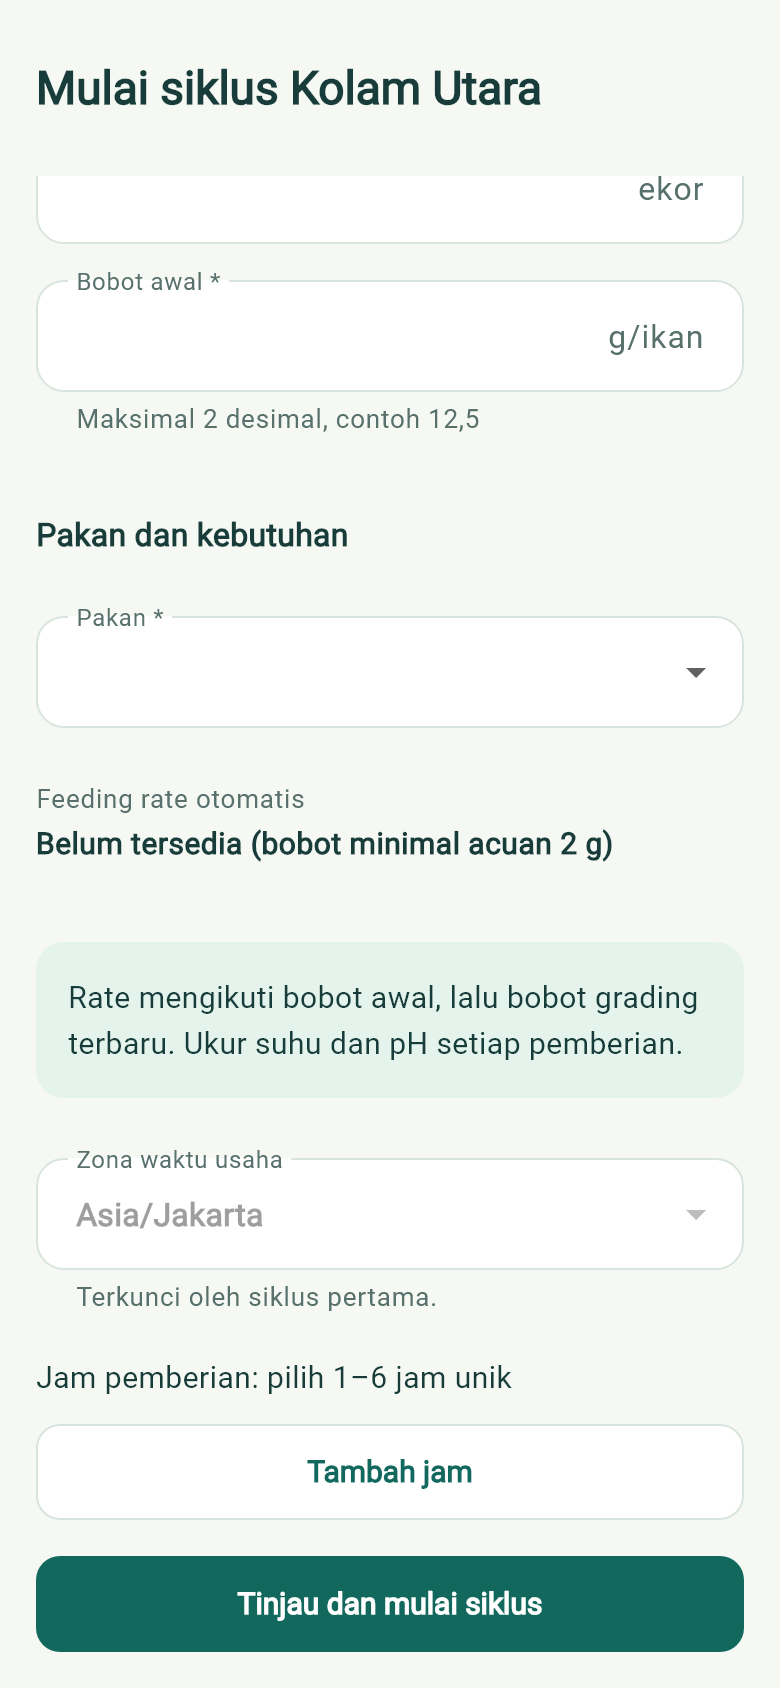 Mulai siklus Kolam Utara
ekor
Bobot awal *
g/ikan
Maksimal 2 desimal, contoh 12,5
Pakan dan kebutuhan
Pakan *
Feeding rate otomatis
Belum tersedia (bobot minimal acuan 2 g)
Rate mengikuti bobot awal, lalu bobot grading
terbaru. Ukur suhu dan pH setiap pemberian.
Zona waktu usaha
Asia/Jakarta
Terkunci oleh siklus pertama.
Jam pemberian: pilih 1–6 jam unik
Tambah jam
Tinjau dan mulai siklus